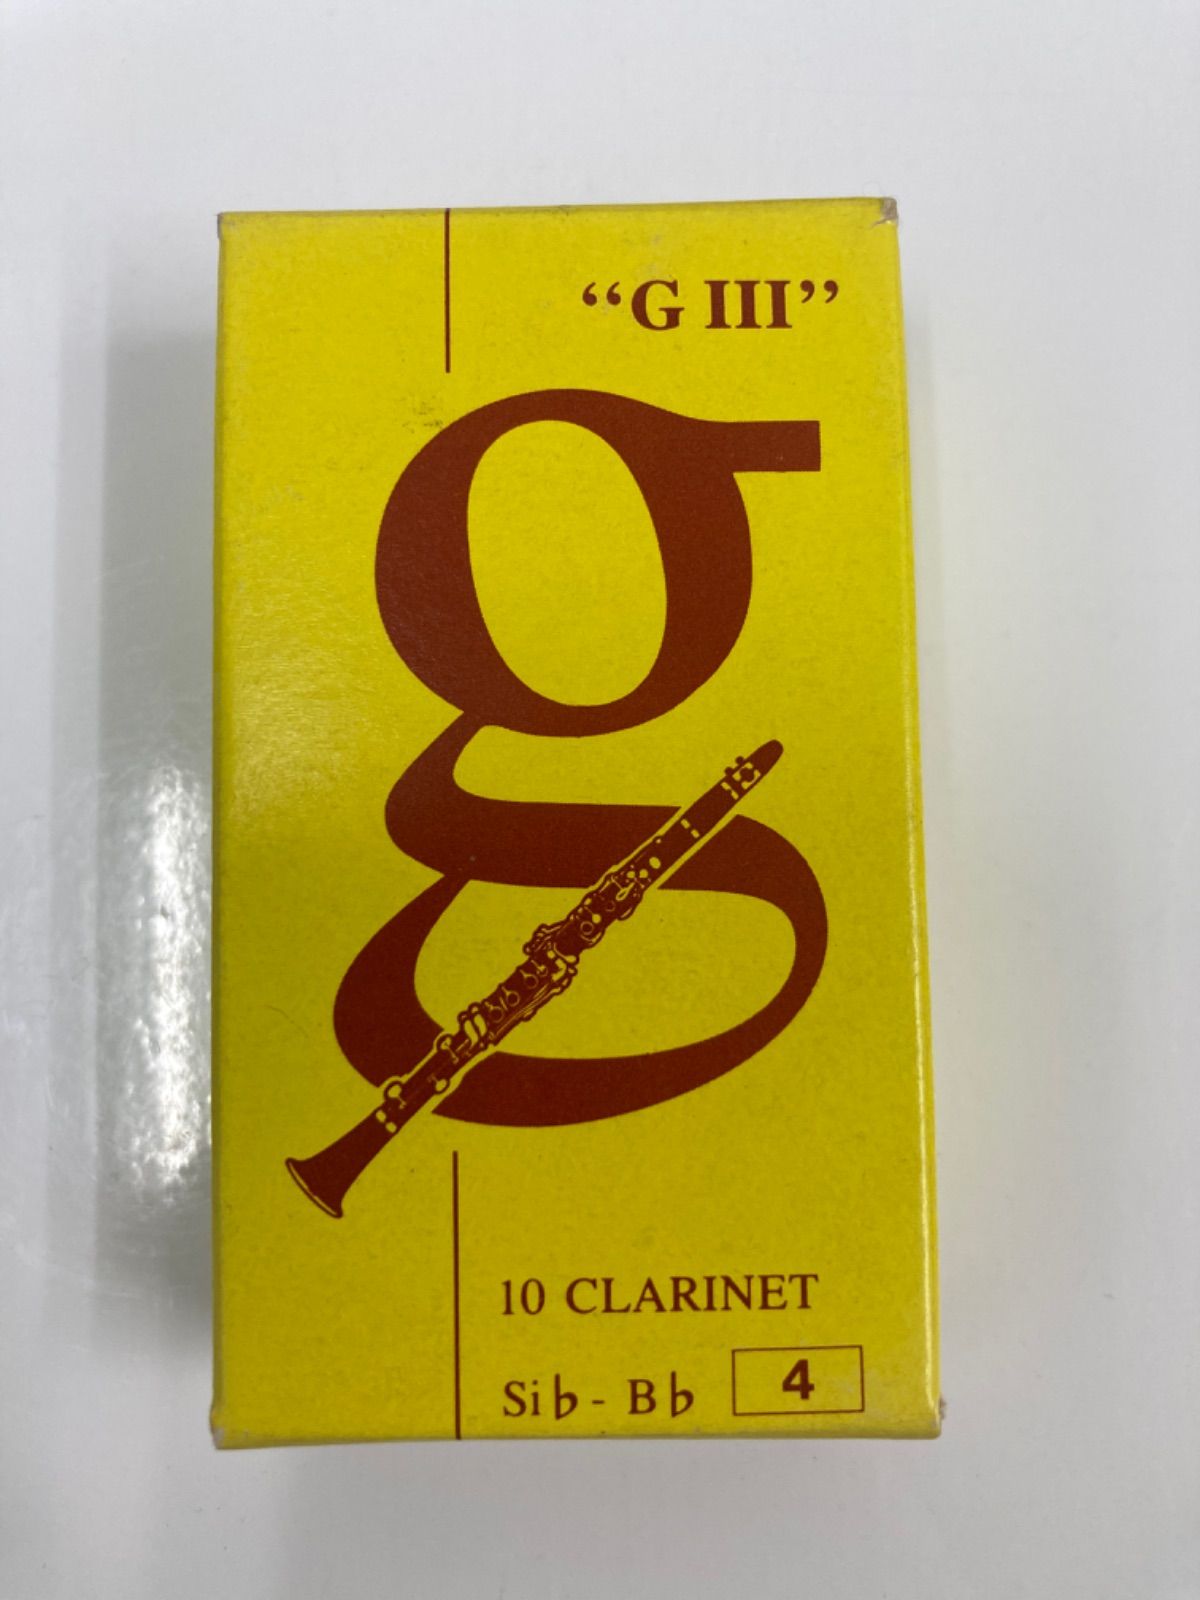 “G III”
g
10 CLARINET
Si♭ - B♭ 4